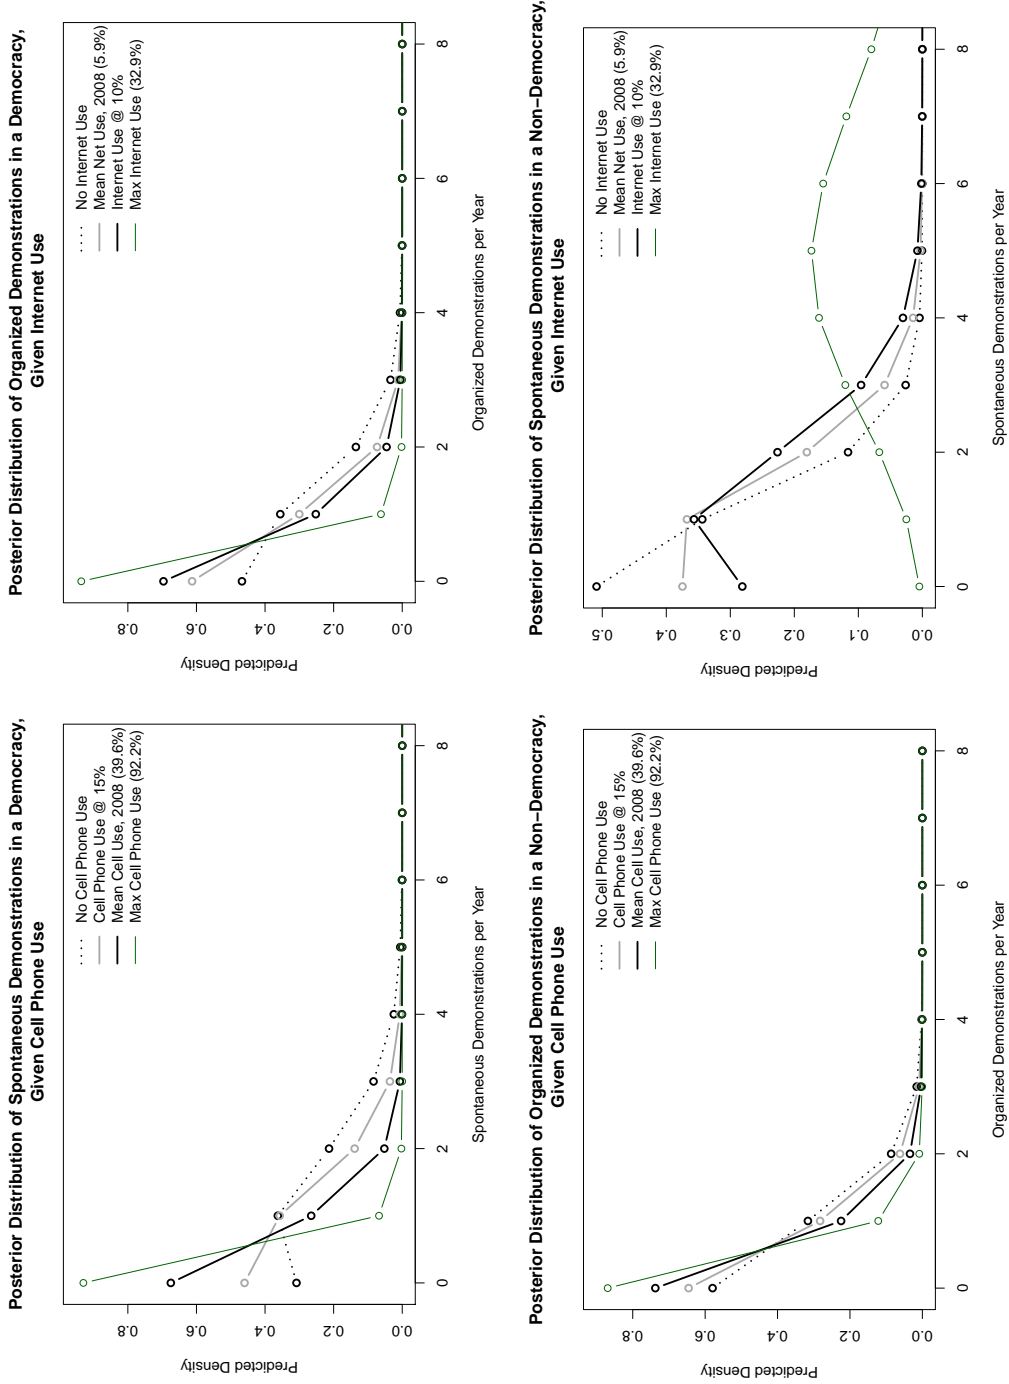 Posterior Distribution of Spontaneous Demonstrations in a Democracy,
Given Cell Phone Use
No Cell Phone Use
Cell Phone Use @ 15%
Mean Cell Use, 2008 (39.6%)
Max Cell Phone Use (92.2%)
Predicted Density
0.0
0.2
0.4
0.6
0.8
0
2
4
6
8
Spontaneous Demonstrations per Year
Posterior Distribution of Organized Demonstrations in a Democracy,
Given Internet Use
No Internet Use
Mean Net Use, 2008 (5.9%)
Internet Use @ 10%
Max Internet Use (32.9%)
Predicted Density
0.0
0.2
0.4
0.6
0.8
0
2
4
6
8
Organized Demonstrations per Year
Posterior Distribution of Organized Demonstrations in a Non−Democracy,
Given Cell Phone Use
No Cell Phone Use
Cell Phone Use @ 15%
Mean Cell Use, 2008 (39.6%)
Max Cell Phone Use (92.2%)
Predicted Density
0.0
0.2
0.4
0.6
0.8
0
2
4
6
8
Organized Demonstrations per Year
Posterior Distribution of Spontaneous Demonstrations in a Non−Democracy,
Given Internet Use
No Internet Use
Mean Net Use, 2008 (5.9%)
Internet Use @ 10%
Max Internet Use (32.9%)
Predicted Density
0.0
0.1
0.2
0.3
0.4
0.5
0
2
4
6
8
Spontaneous Demonstrations per Year